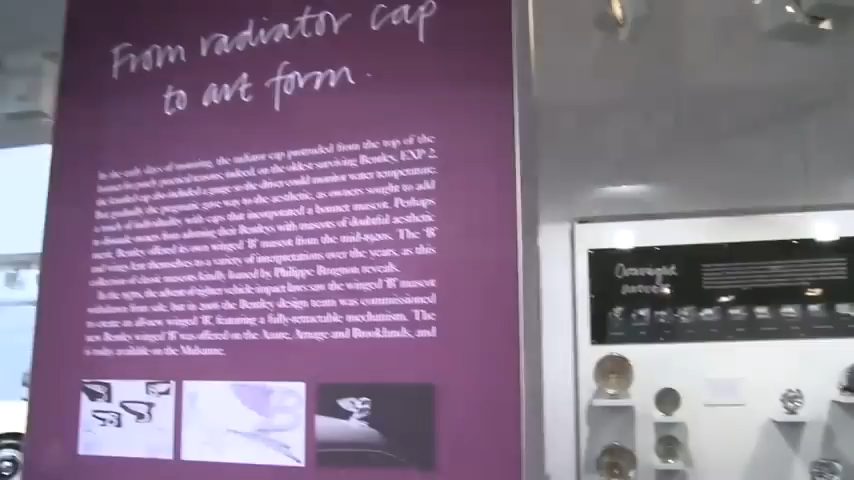 From radiator cap
to art form.
In the early days of motoring, the radiator cap protruded from the top of the
bonnet for purely practical reasons; indeed, on the oldest surviving Bentley, EXP 2,
the radiator cap also included a gauge so the driver could monitor water temperature.
But gradually, the pragmatic gave way to the aesthetic, as owners sought to add
a touch of individuality with caps that incorporated a bonnet mascot. Perhaps
to dissuade owners from adorning their Bentleys with mascots of doubtful aesthetic
merit, Bentley offered its own winged 'B' mascot from the mid-1920s. The 'B'
and wings lent themselves to a variety of interpretations over the years, as this
collection of classic mascots kindly loaned by Philippe Brugnon reveals.
In the 1970s, the advent of tighter vehicle impact laws saw the winged 'B' mascot
withdrawn from sale, but in 2006 the Bentley design team was commissioned
to create an all-new winged 'B', featuring a fully-retractable mechanism. The
new Bentley winged 'B' was offered on the Azure, Arnage and Brooklands, and
is today available on the Mulsanne.